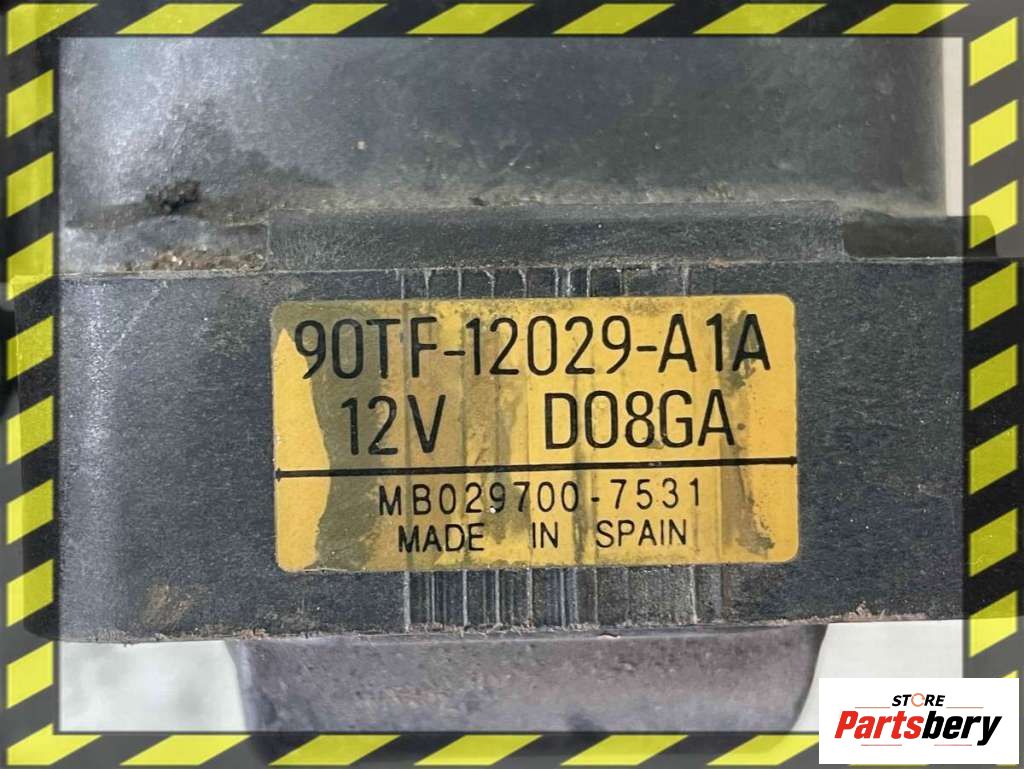 90TF-12029-A1A
12V D08GA
MB029700-7531
MADE IN SPAIN
STORE
Partsbery